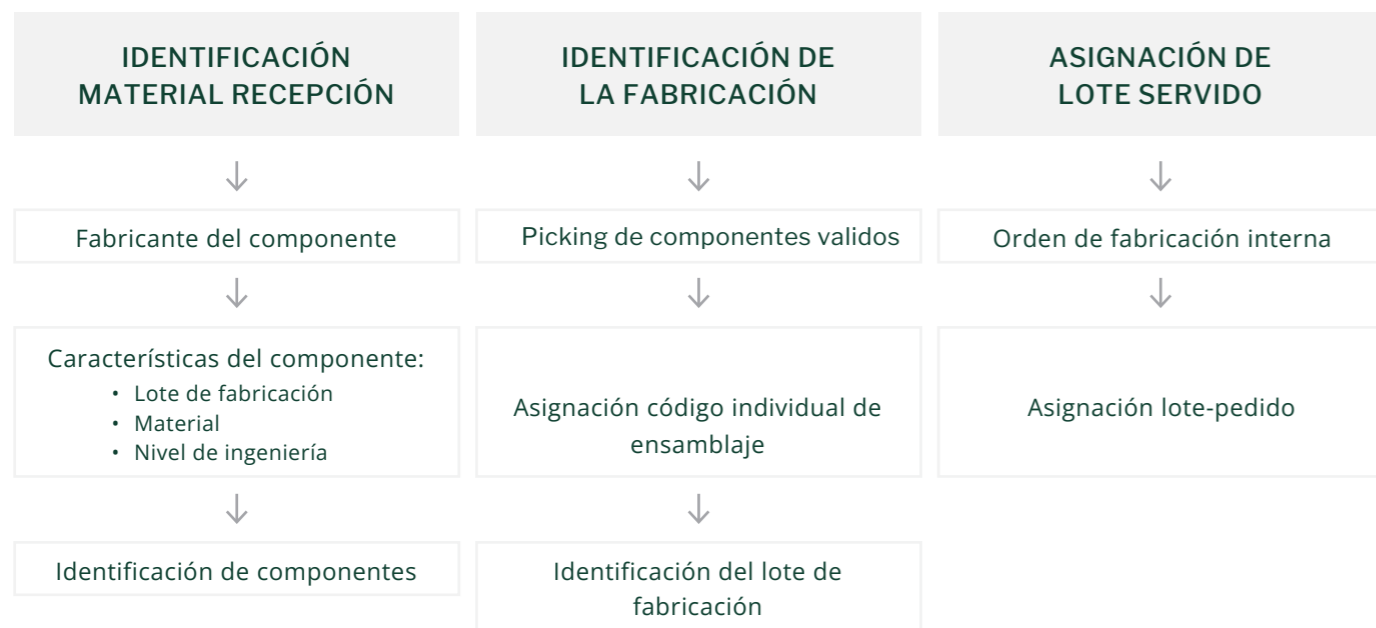 IDENTIFICACIÓN
MATERIAL RECEPCIÓN
Fabricante del componente
Características del componente:
• Lote de fabricación
• Material
• Nivel de ingeniería
Identificación de componentes
IDENTIFICACIÓN DE
LA FABRICACIÓN
Picking de componentes validos
Asignación código individual de
ensamblaje
Identificación del lote de
fabricación
ASIGNACIÓN DE
LOTE SERVIDO
Orden de fabricación interna
Asignación lote-pedido